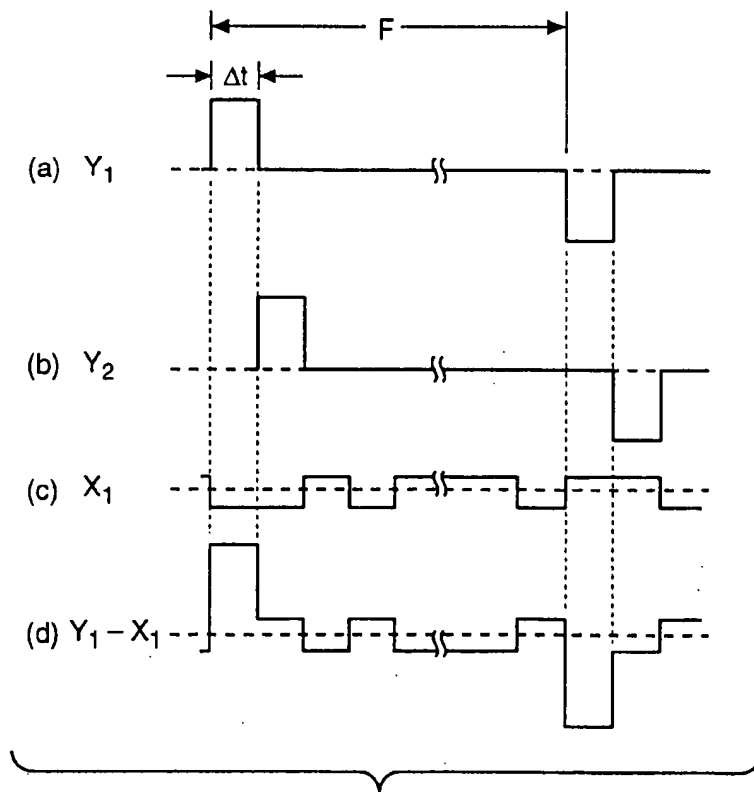 F
Δt
(a) Y₁
(b) Y₂
(c) X₁
(d) Y₁ – X₁